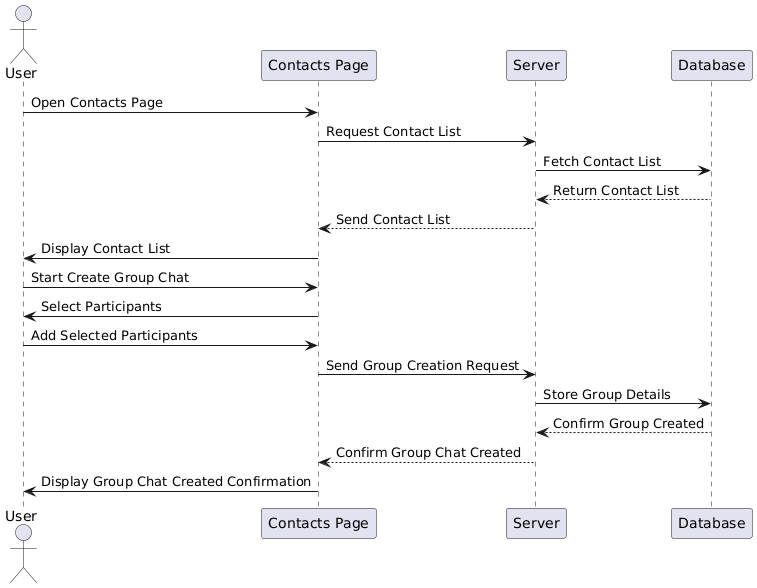 User
Contacts Page
Server
Database
Open Contacts Page
Request Contact List
Fetch Contact List
Return Contact List
Send Contact List
Display Contact List
Start Create Group Chat
Select Participants
Add Selected Participants
Send Group Creation Request
Store Group Details
Confirm Group Created
Confirm Group Chat Created
Display Group Chat Created Confirmation
User
Contacts Page
Server
Database